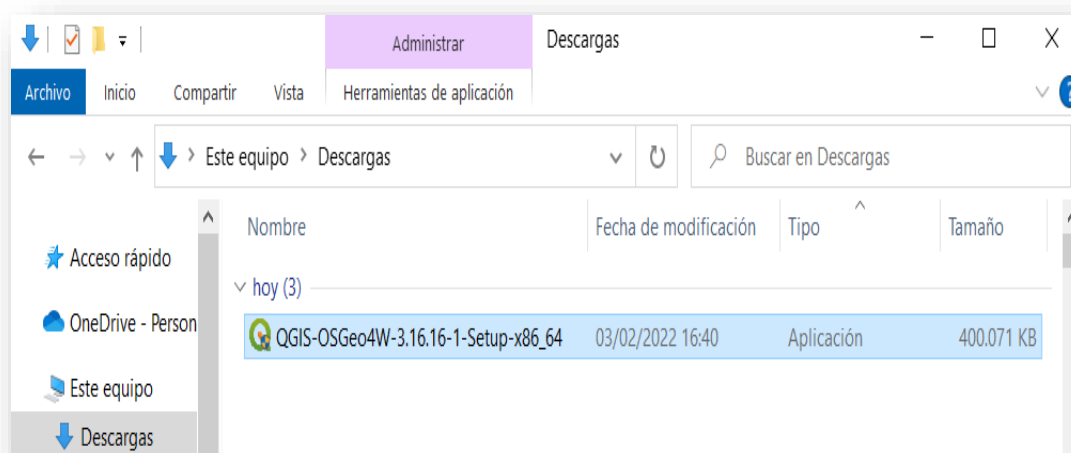 Administrar Descargas
Archivo Inicio Compartir Vista Herramientas de aplicación ?
Este equipo > Descargas Buscar en Descargas
Nombre Fecha de modificación Tipo Tamaño
Acceso rápido
hoy (3)
OneDrive - Person
QGIS-OSGeo4W-3.16.16-1-Setup-x86_64 03/02/2022 16:40 Aplicación 400.071 KB
Este equipo
Descargas